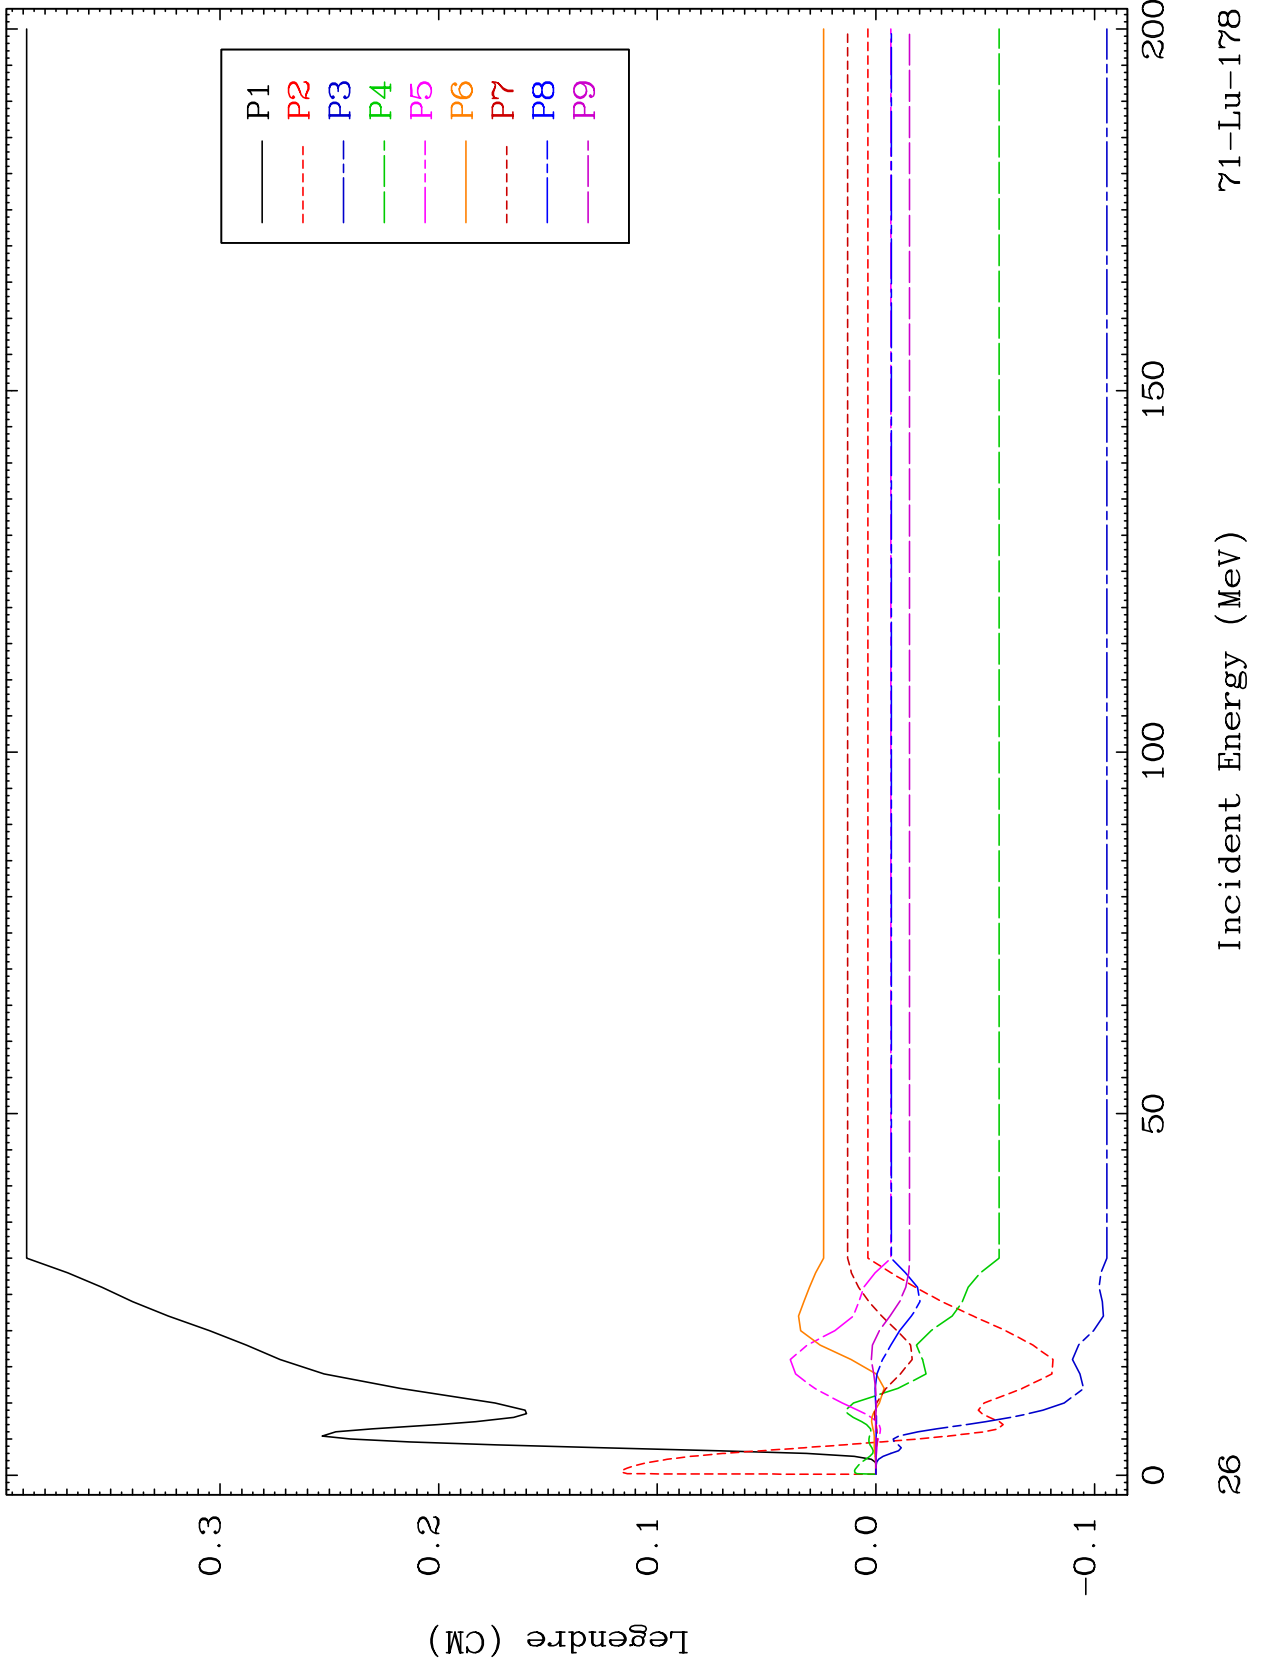 P1
P2
P3
P4
P5
P6
P7
P8
P9
Legendre (CM)
0.3
0.2
0.1
0.0
-0.1
0
50
100
150
200
Incident Energy (MeV)
26
71-Lu-178